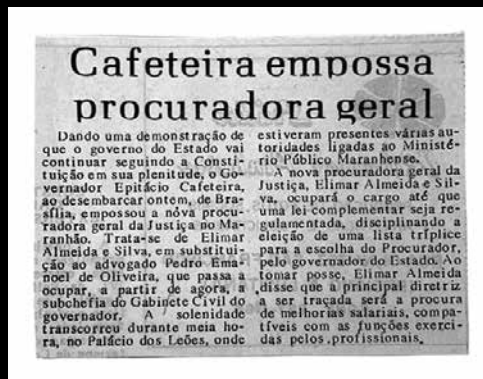 Cafeteira empossa
procuradora geral
Dando uma demonstração de
que o governo do Estado vai
continuar seguindo a Consti-
tuição em sua plenitude, o Go-
vernador Epitácio Cafeteira,
ao desembarcar ontem, de Bra-
sília, empossou a nóva procu-
radora geral da Justiça no Ma-
ranhão. Trata-se de Elimar
Almeida e Silva, em substitui-
ção ao advogado Pedro Ema-
noel de Oliveira, que passa a
ocupar, a partir de agora, a
subchefia do Gabinete Civil do
governador. A solenidade
transcorreu durante meia ho-
ra, no Palácio dos Leões, onde
estiveram presentes várias au-
toridades ligadas ao Ministé-
rio Público Maranhense.
A nova procuradora geral da
Justiça, Elimar Almeida e Sil-
va, ocupará o cargo até que
uma lei complementar seja re-
gulamentada, disciplinando a
eleição de uma lista tríplice
para a escolha do Procurador,
pelo governador do Estado. Ao
tomar posse, Elimar Almeida
disse que a principal diretriz
a ser traçada será a procura
de melhorias salariais, compa-
tíveis com as funções exerci-
das pelos profissionais.